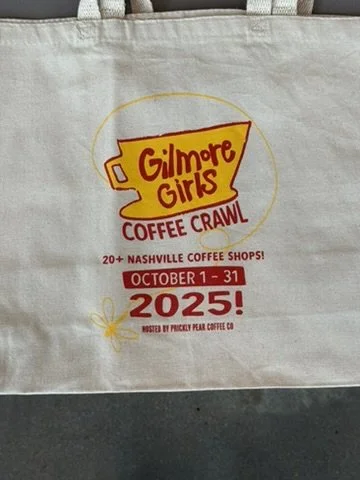 Gilmore
Girls
COFFEE CRAWL
20+ NASHVILLE COFFEE SHOPS!
OCTOBER 1 - 31
2025!
HOSTED BY PRICKLY PEAR COFFEE CO